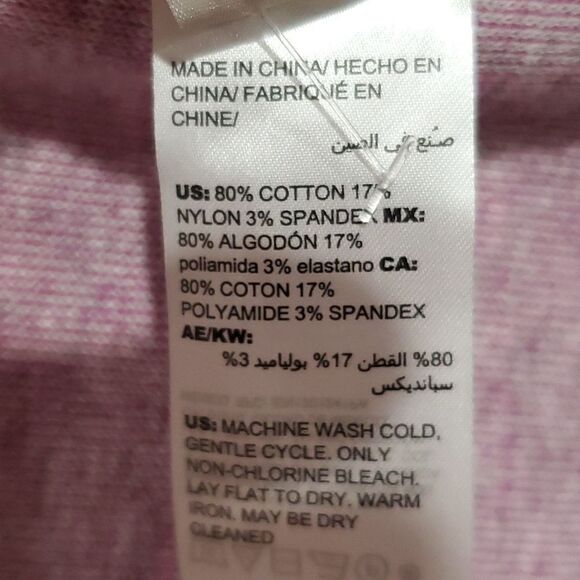 MADE IN CHINA/ HECHO EN
CHINA/ FABRIQUÉ EN
CHINE/
صُنع في الصين
US: 80% COTTON 17%
NYLON 3% SPANDEX MX:
80% ALGODÓN 17%
poliamida 3% elastano CA:
80% COTON 17%
POLYAMIDE 3% SPANDEX
AE/KW:
80% القطن 17% بولياميد 3%
سبانديكس
US: MACHINE WASH COLD,
GENTLE CYCLE. ONLY
NON-CHLORINE BLEACH.
LAY FLAT TO DRY. WARM
IRON. MAY BE DRY
CLEANED